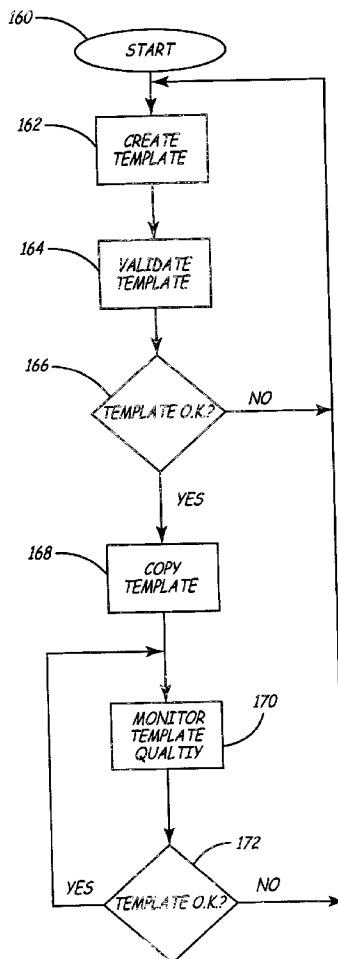 160
START
162
CREATE
TEMPLATE
164
VALIDATE
TEMPLATE
166
TEMPLATE O.K.?
NO
YES
168
COPY
TEMPLATE
170
MONITOR
TEMPLATE
QUALTIY
172
YES
TEMPLATE O.K.?
NO